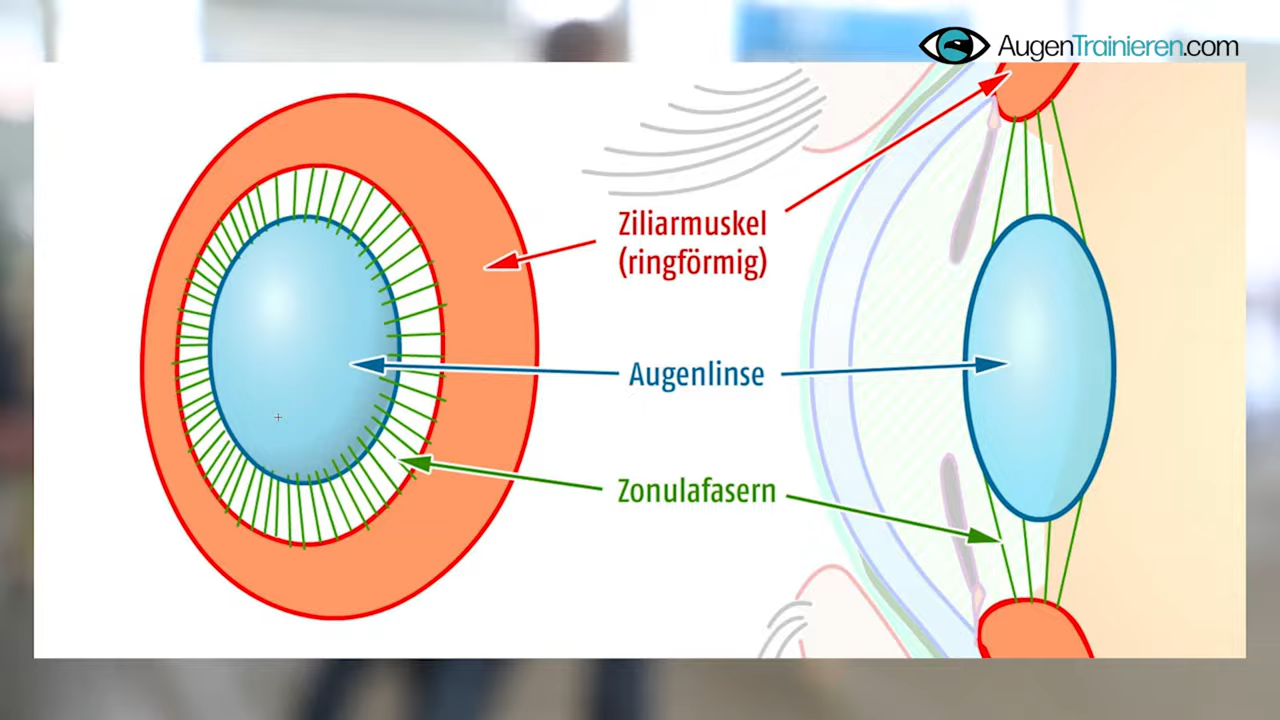 AugenTrainieren.com
Ziliarmuskel
(ringförmig)
Augenlinse
Zonulafasern